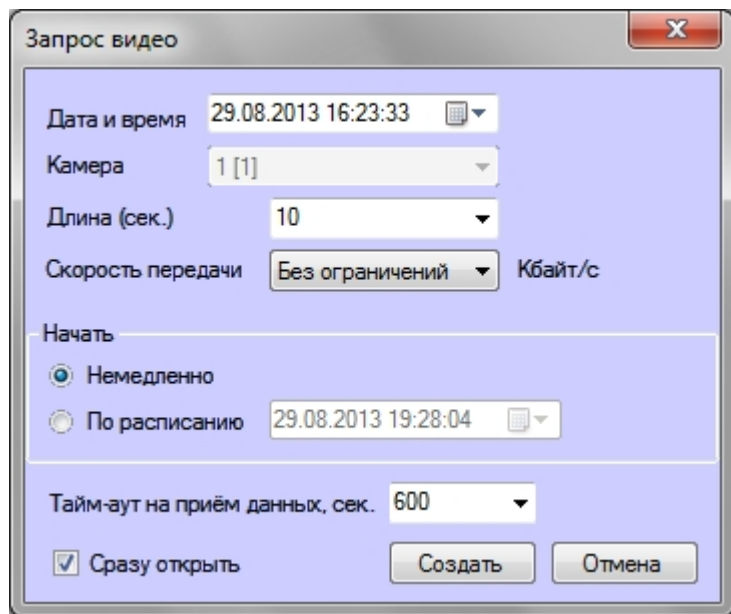 Запрос видео
Дата и время 29.08.2013 16:23:33
Камера 1 [1]
Длина (сек.) 10
Скорость передачи Без ограничений Кбайт/с
Начать
Немедленно
По расписанию 29.08.2013 19:28:04
Тайм-аут на приём данных, сек. 600
Сразу открыть Создать Отмена